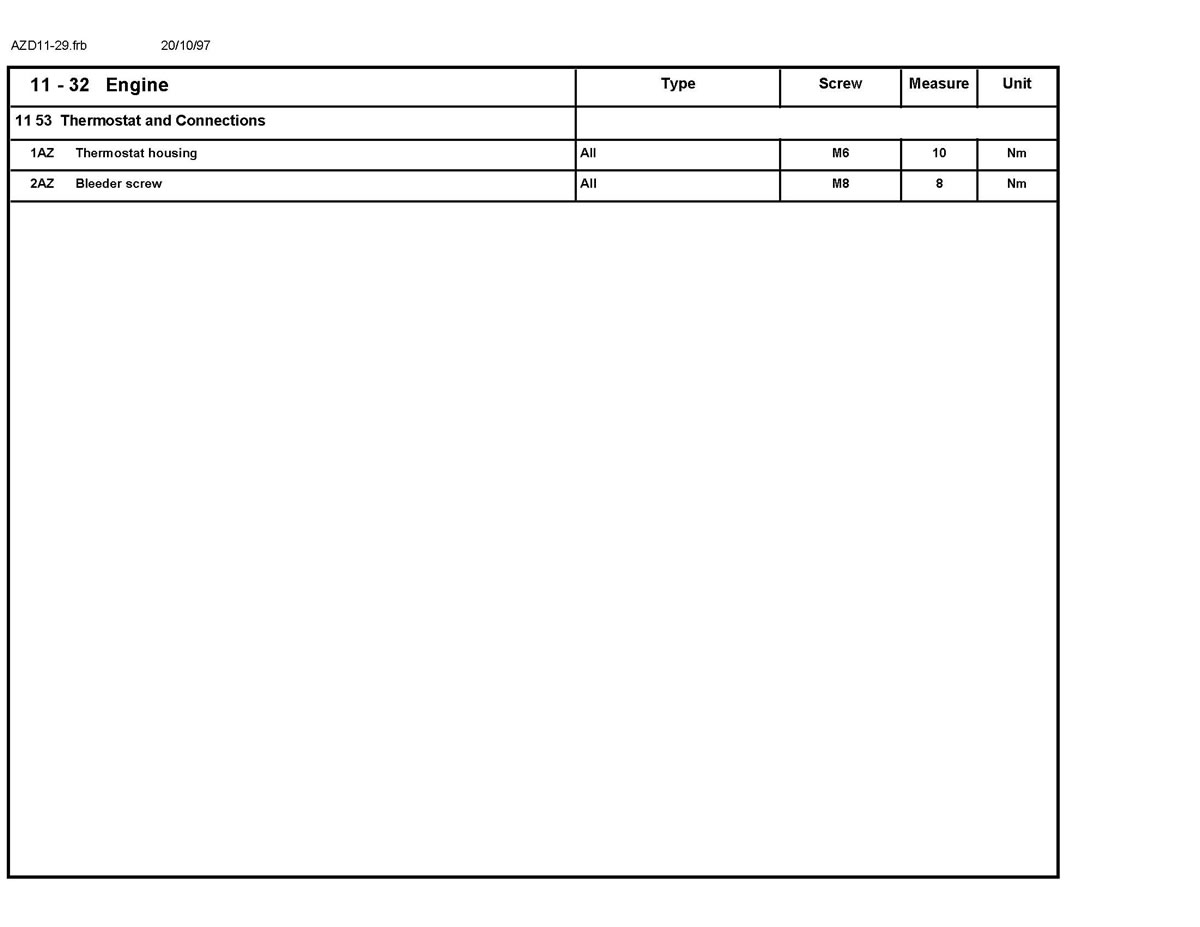 AZD11-29.frb 20/10/97
11 - 32 Engine Type Screw Measure Unit
11 53 Thermostat and Connections
1AZ Thermostat housing All M6 10 Nm
2AZ Bleeder screw All M8 8 Nm